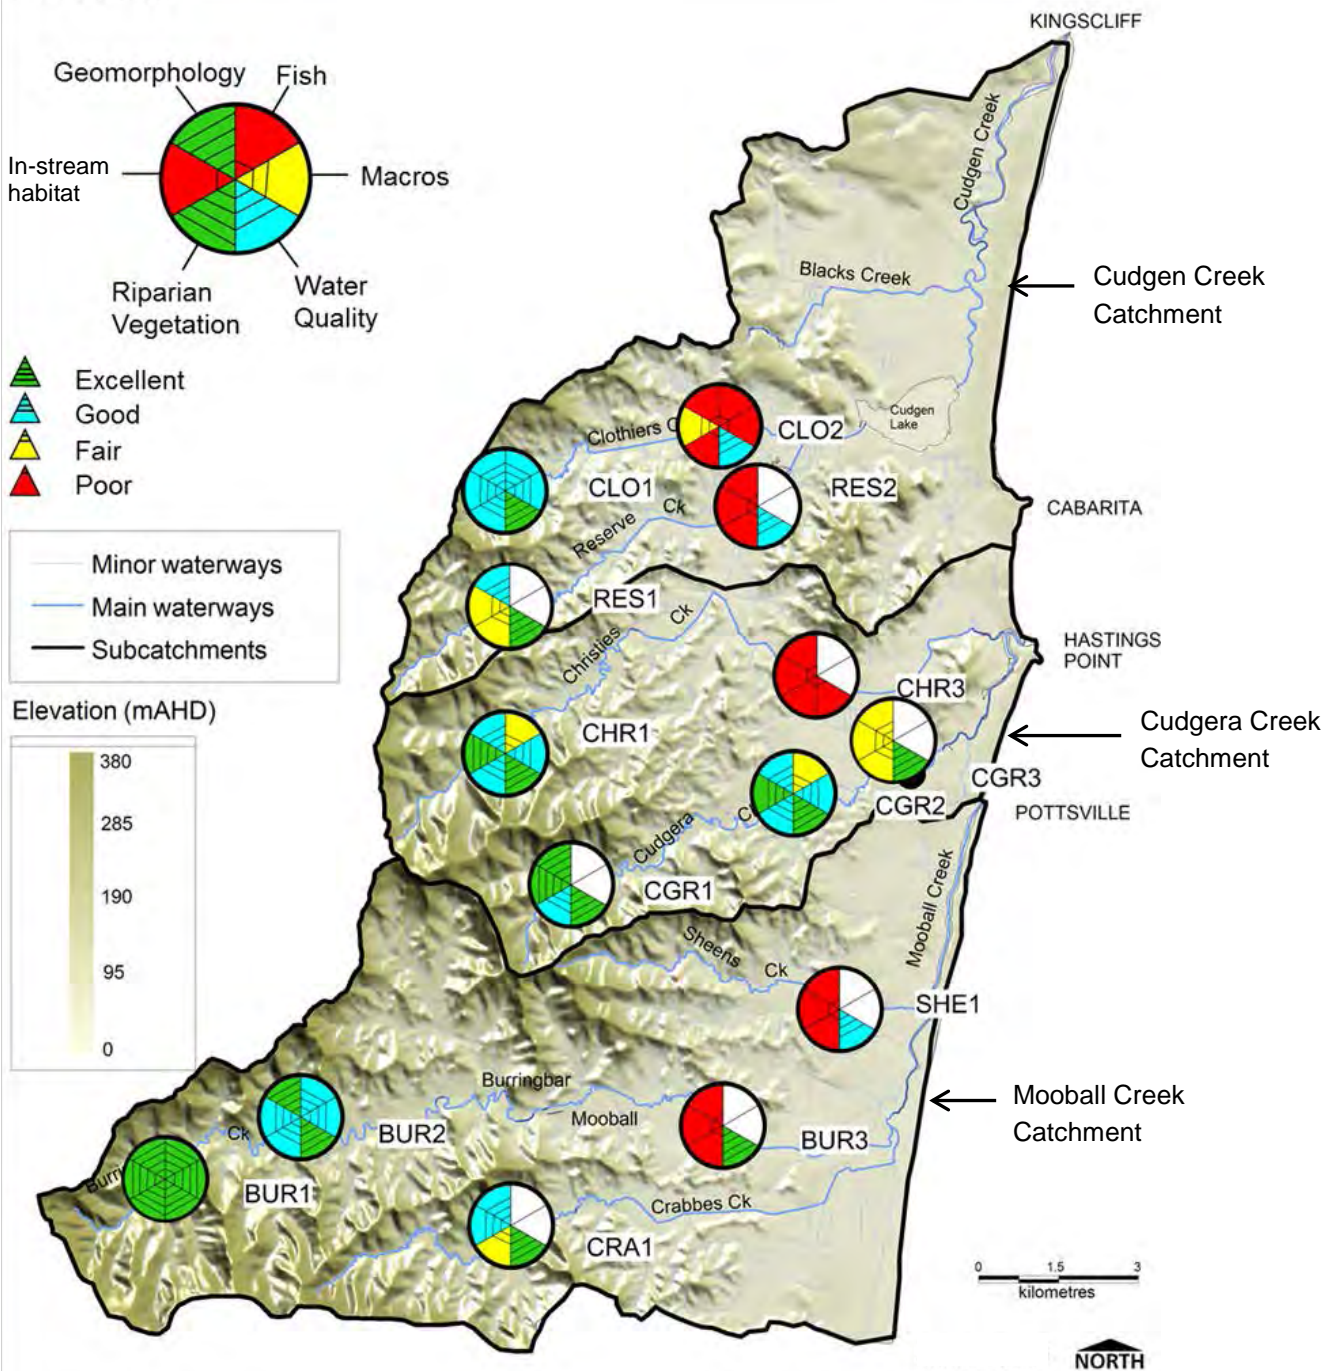 KINGSCLIFF
Geomorphology
Fish
In-stream
habitat
Macros
Riparian
Vegetation
Water
Quality
Excellent
Good
Fair
Poor
Minor waterways
Main waterways
Subcatchments
Elevation (mAHD)
380
285
190
95
0
Cudgen Creek
Blacks Creek
Cudgen Creek
Catchment
Cudgen
Lake
Clothiers C
CLO2
CLO1
RES2
Reserve
Ck
CABARITA
RES1
Christies
Ck
HASTINGS
POINT
CHR3
CHR1
Cudgera Creek
Catchment
CGR3
CGR2
POTTSVILLE
Cudgera
C
CGR1
Mooball Creek
Sheens
Ck
SHE1
Burringbar
Mooball
Mooball Creek
Catchment
BUR2
BUR3
Ck
Burri
BUR1
Crabbes Ck
CRA1
0
1.5
3
kilometres
NORTH